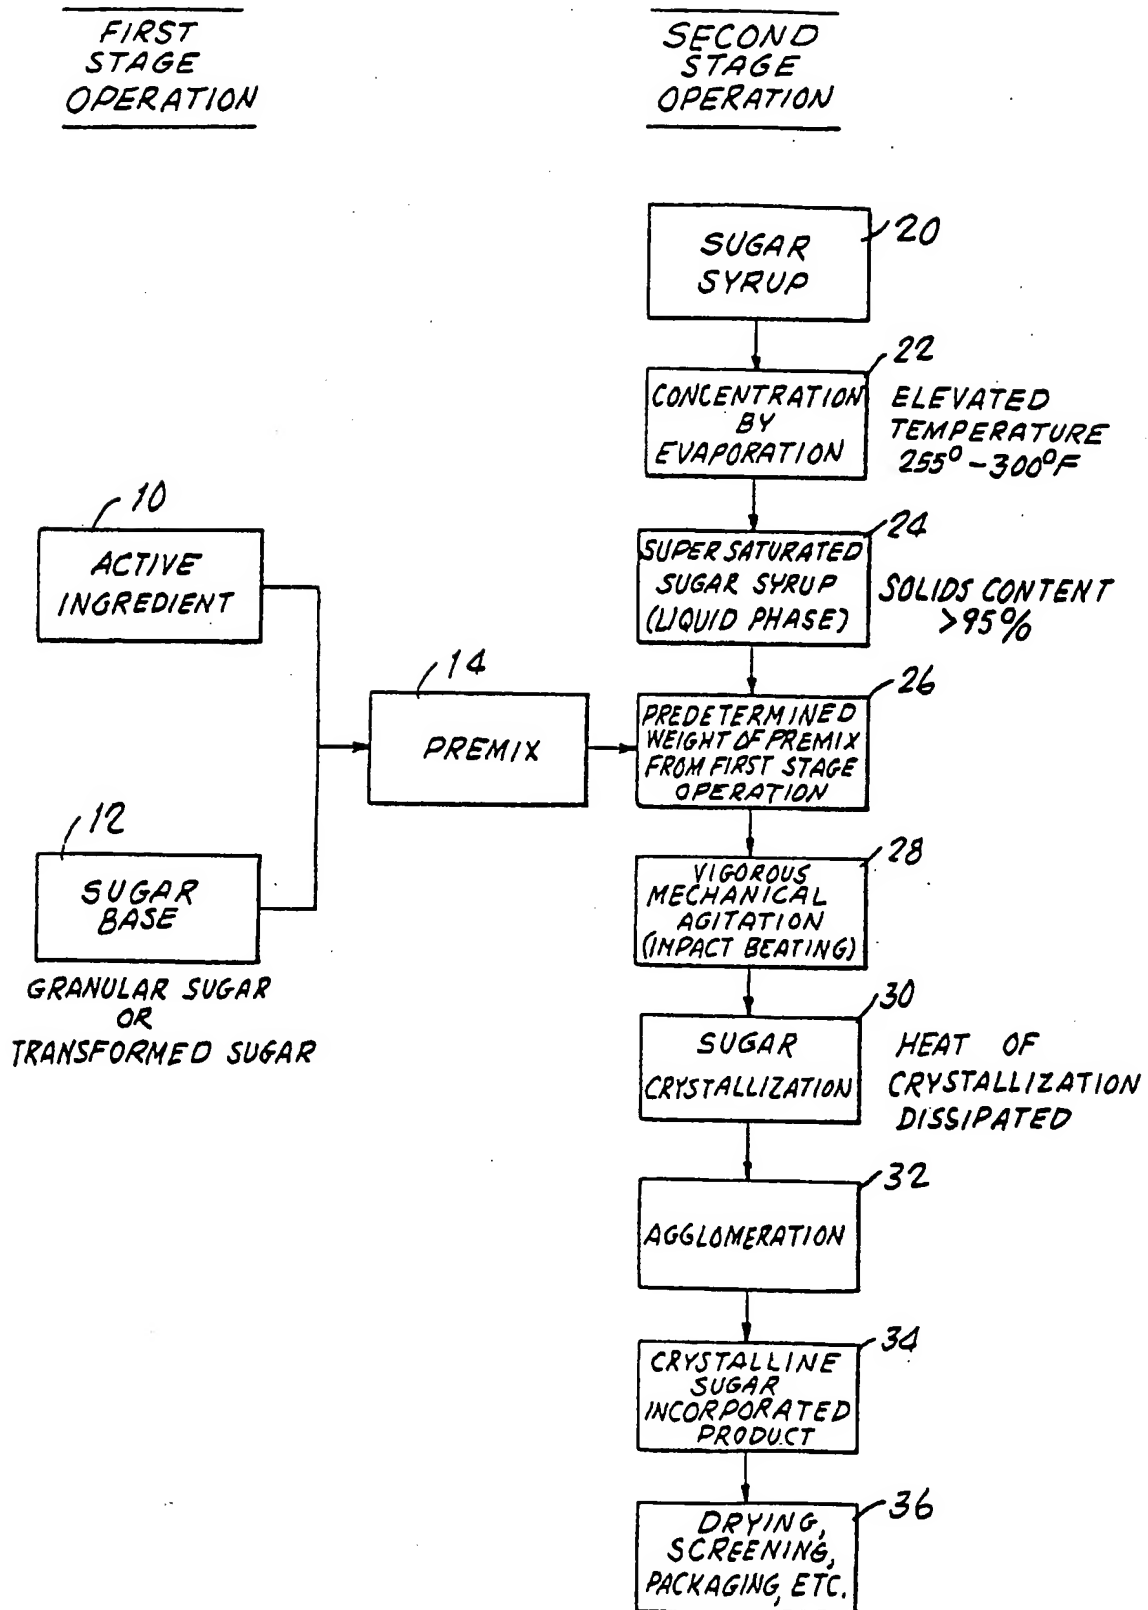 FIRST
STAGE
OPERATION
SECOND
STAGE
OPERATION
20
SUGAR
SYRUP
22
CONCENTRATION
BY
EVAPORATION
ELEVATED
TEMPERATURE
255°-300°F
24
SUPER SATURATED
SUGAR SYRUP
(LIQUID PHASE)
SOLIDS CONTENT
>95%
10
ACTIVE
INGREDIENT
14
PREMIX
26
PREDETERMINED
WEIGHT OF PREMIX
FROM FIRST STAGE
OPERATION
12
SUGAR
BASE
GRANULAR SUGAR
OR
TRANSFORMED SUGAR
28
VIGOROUS
MECHANICAL
AGITATION
(IMPACT BEATING)
30
SUGAR
CRYSTALLIZATION
HEAT OF
CRYSTALLIZATION
DISSIPATED
32
AGGLOMERATION
34
CRYSTALLINE
SUGAR
INCORPORATED
PRODUCT
36
DRYING,
SCREENING,
PACKAGING, ETC.